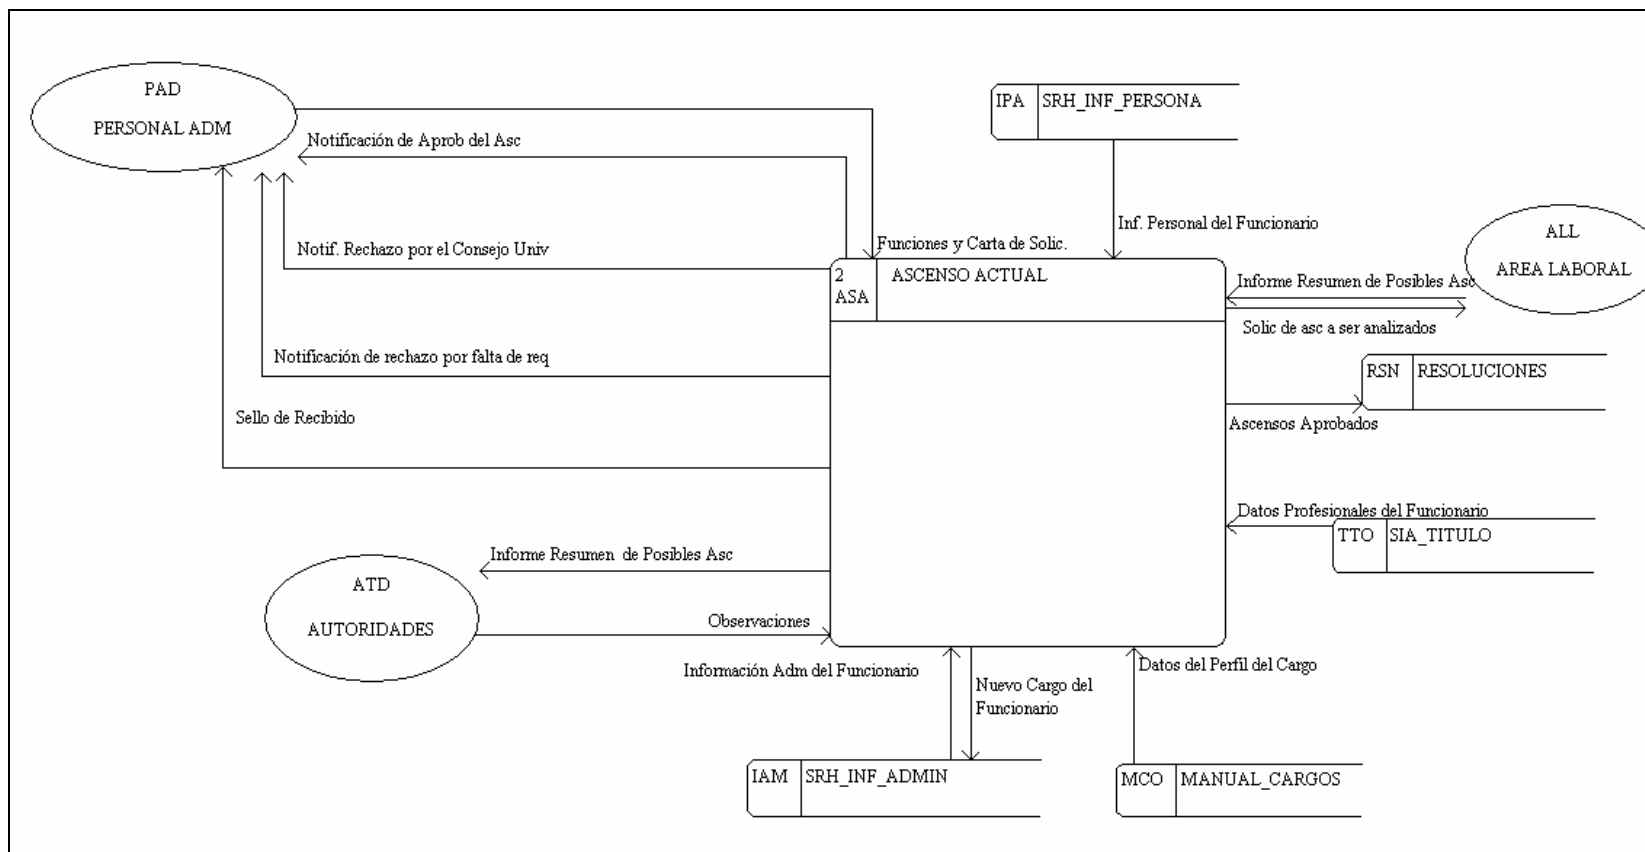 PAD
PERSONAL ADM
IPA SRH_INF_PERSONA
Notificación de Aprob del Asc
Inf. Personal del Funcionario
ALL
AREA LABORAL
Notif. Rechazo por el Consejo Univ
Funciones y Carta de Solic.
2
ASA
ASCENSO ACTUAL
Informe Resumen de Posibles Asc
Solic de asc a ser analizados
Notificación de rechazo por falta de req
RSN RESOLUCIONES
Sello de Recibido
Ascensos Aprobados
Datos Profesionales del Funcionario
TTO SIA_TITULO
Informe Resumen de Posibles Asc
ATD
AUTORIDADES
Observaciones
Información Adm del Funcionario
Nuevo Cargo del
Funcionario
Datos del Perfil del Cargo
IAM SRH_INF_ADMIN
MCO MANUAL_CARGOS